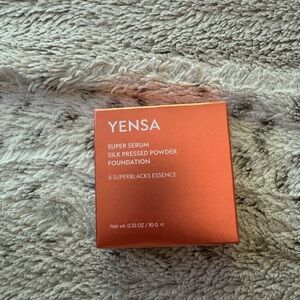 YENSA
SUPER SERUM
SILK PRESSED POWDER
FOUNDATION
8 SUPERBLACKS ESSENCE
Net wt. 0.35 OZ / 10 G ℮